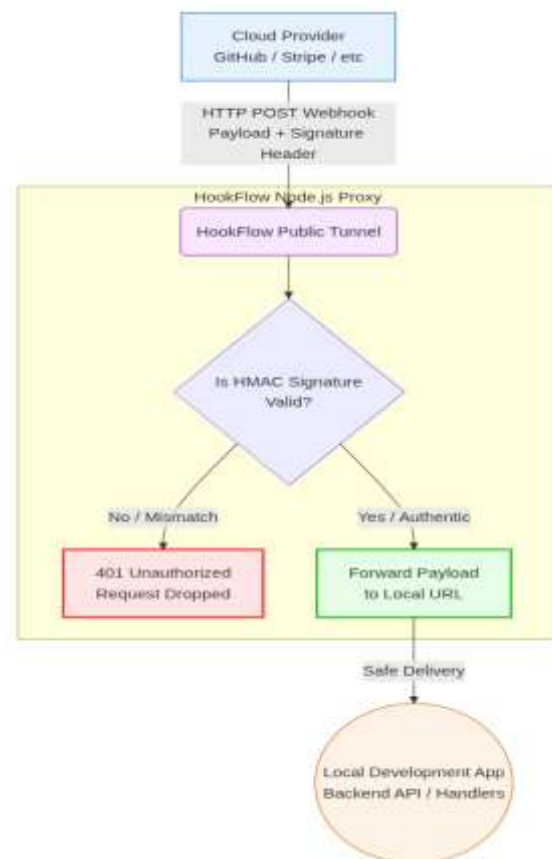 Cloud Provider
GitHub / Stripe / etc
HTTP POST Webhook
Payload + Signature
Header
HookFlow Node.js Proxy
HookFlow Public Tunnel
Is HMAC Signature
Valid?
No / Mismatch
Yes / Authentic
401 Unauthorized
Request Dropped
Forward Payload
to Local URL
Safe Delivery
Local Development App
Backend API / Handlers